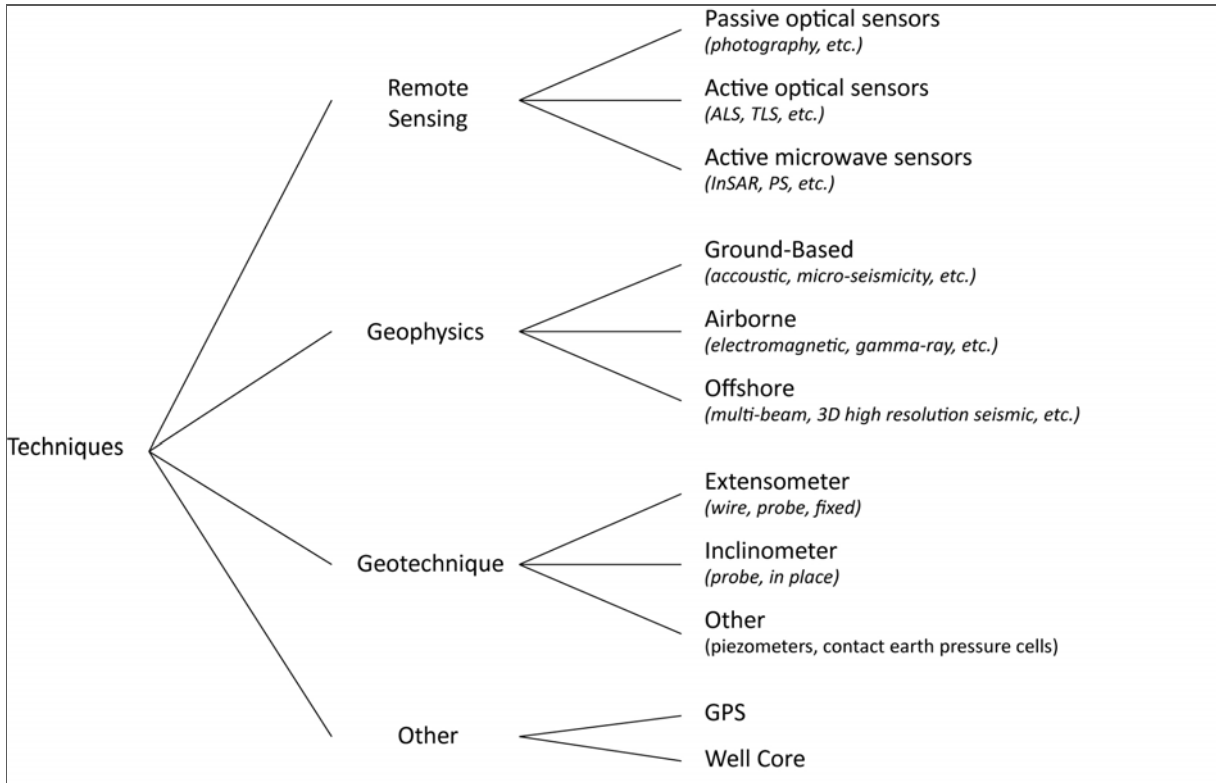 Techniques
Remote
Sensing
Passive optical sensors
(photography, etc.)
Active optical sensors
(ALS, TLS, etc.)
Active microwave sensors
(InSAR, PS, etc.)
Geophysics
Ground-Based
(accoustic, micro-seismicity, etc.)
Airborne
(electromagnetic, gamma-ray, etc.)
Offshore
(multi-beam, 3D high resolution seismic, etc.)
Geotechnique
Extensometer
(wire, probe, fixed)
Inclinometer
(probe, in place)
Other
(piezometers, contact earth pressure cells)
Other
GPS
Well Core